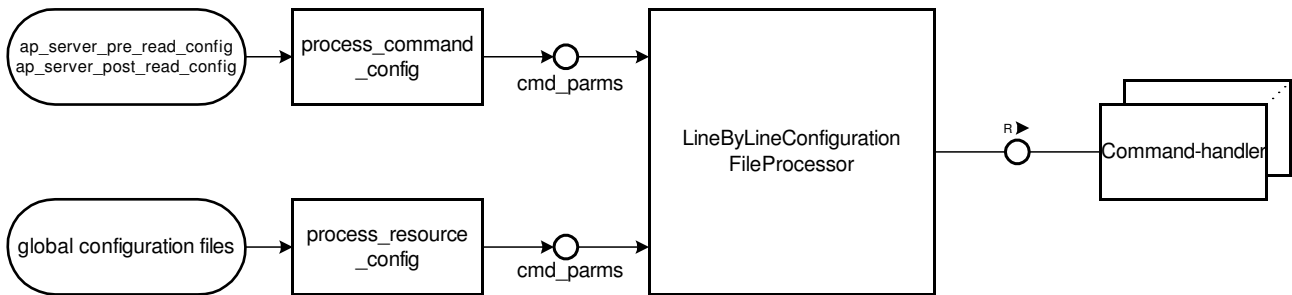 ap_server_pre_read_config
ap_server_post_read_config
process_command
_config
cmd_parms
LineByLineConfiguration
FileProcessor
R
Command-handler
global configuration files
process_resource
_config
cmd_parms